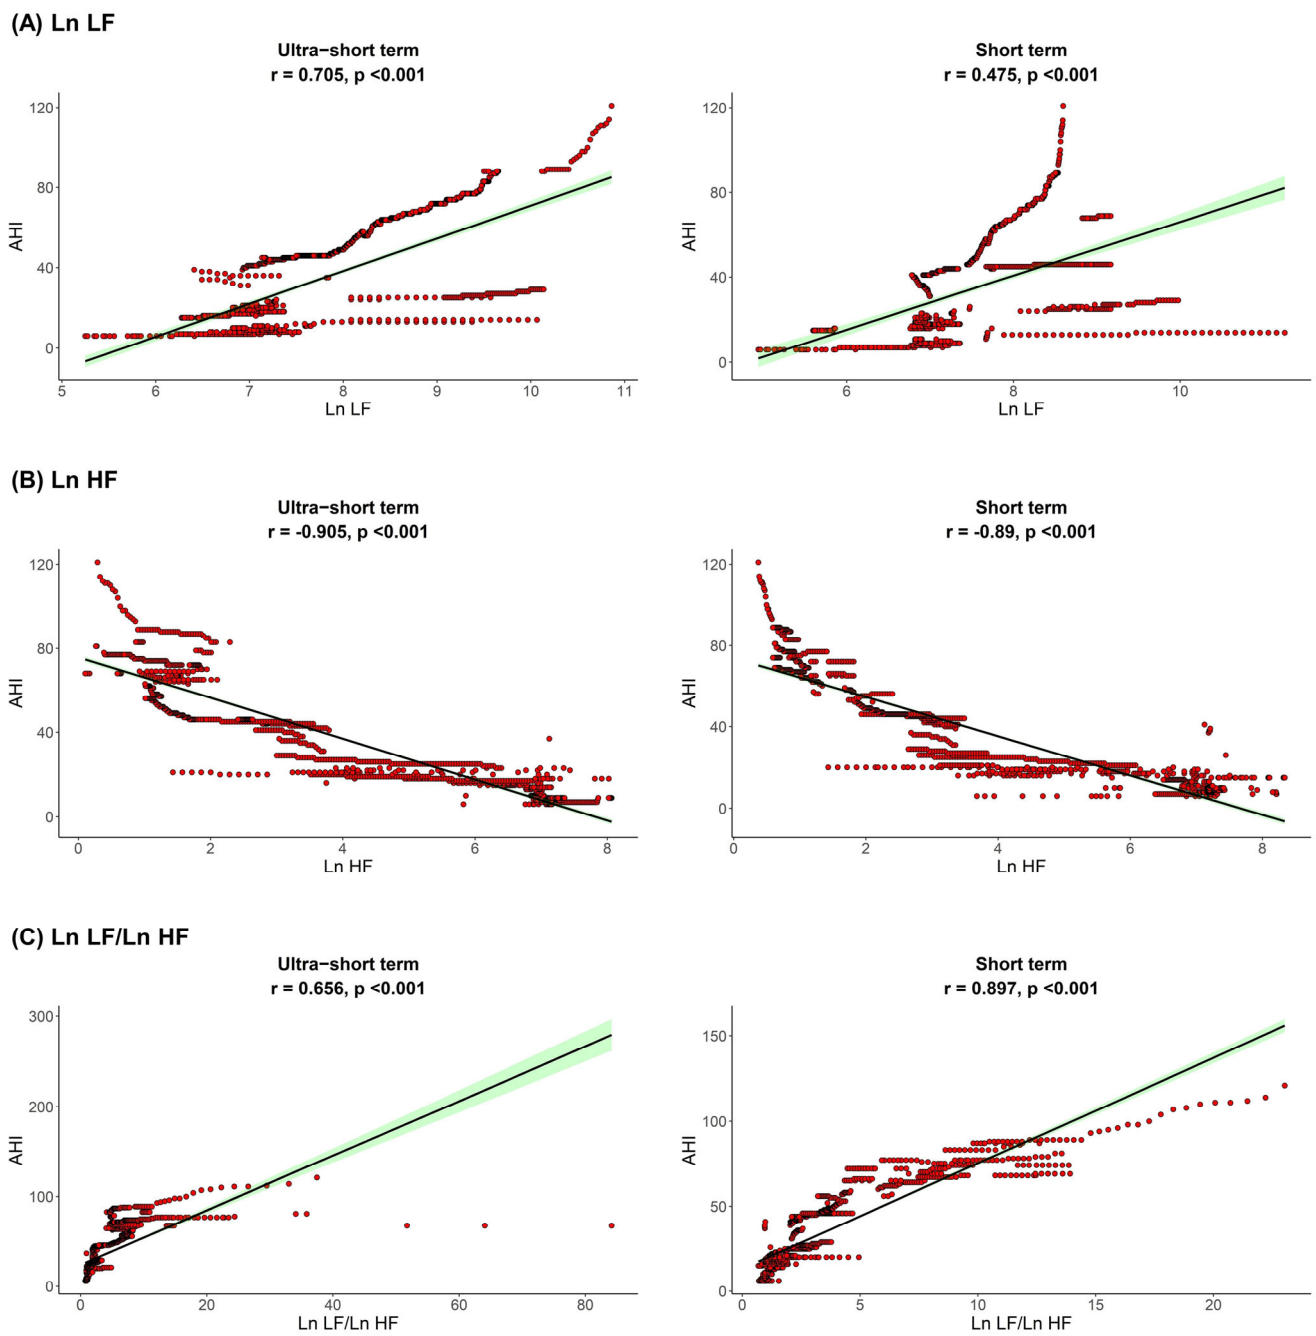 (A) Ln LF
Ultra−short term
r = 0.705, p <0.001
Short term
r = 0.475, p <0.001
120
80
40
0
AHI
5 6 7 8 9 10 11
Ln LF
120
80
40
0
AHI
6 8 10
Ln LF
(B) Ln HF
Ultra−short term
r = -0.905, p <0.001
Short term
r = -0.89, p <0.001
120
80
40
0
AHI
0 2 4 6 8
Ln HF
120
80
40
0
AHI
0 2 4 6 8
Ln HF
(C) Ln LF/Ln HF
Ultra−short term
r = 0.656, p <0.001
Short term
r = 0.897, p <0.001
300
200
100
0
AHI
0 20 40 60 80
Ln LF/Ln HF
150
100
50
0
AHI
0 5 10 15 20
Ln LF/Ln HF